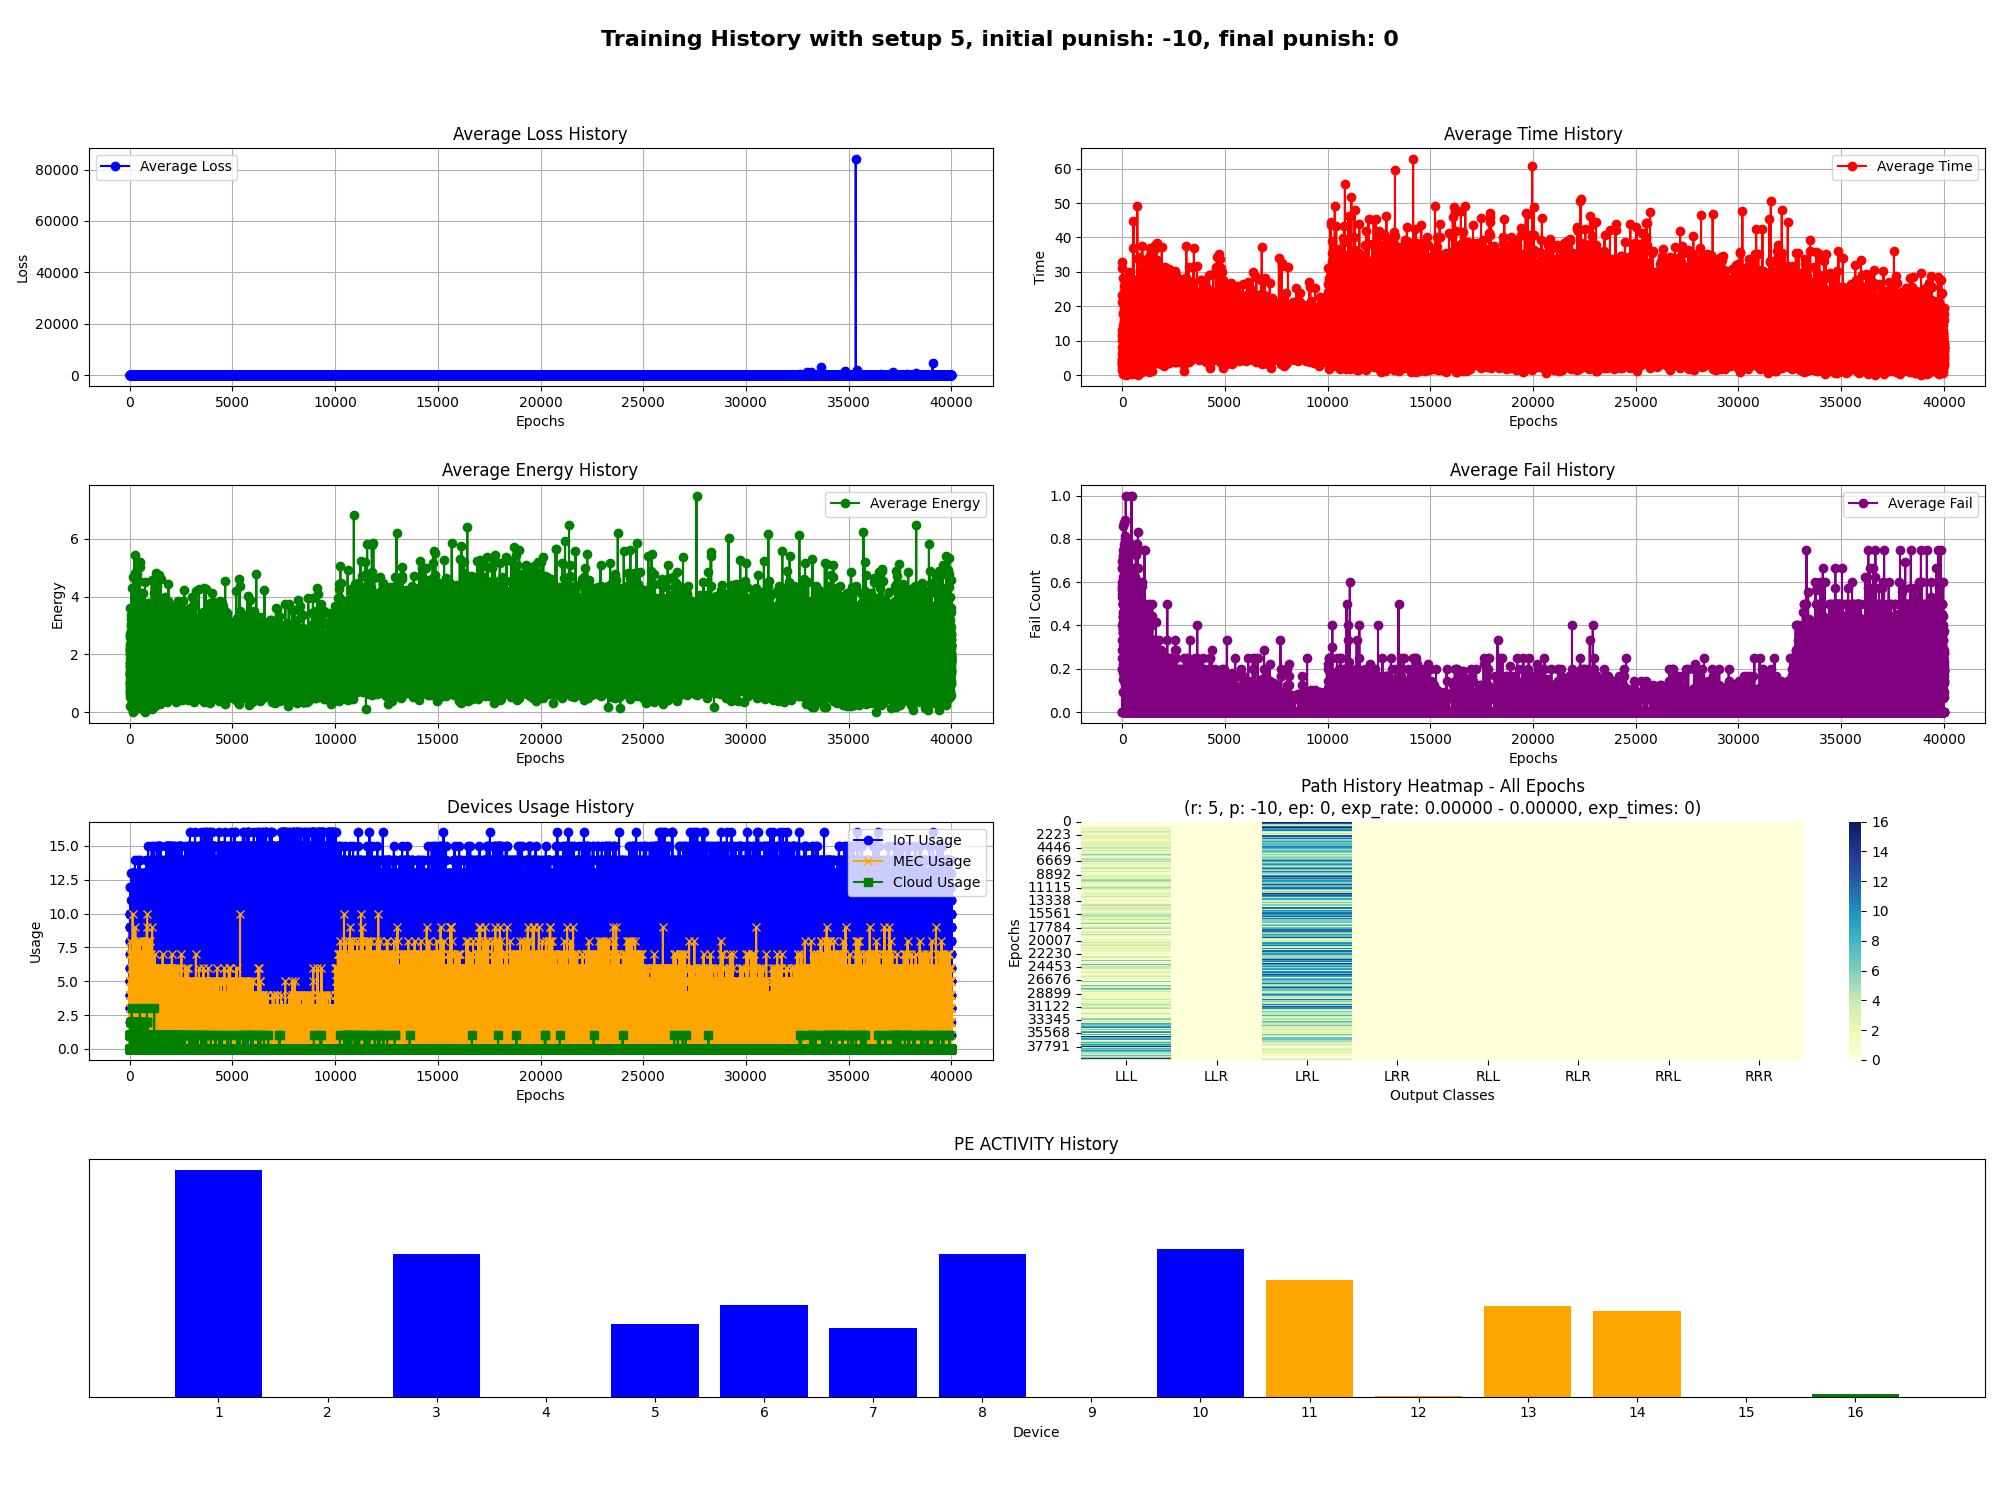 Training History with setup 5, initial punish: -10, final punish: 0
Average Loss History
Average Loss
Loss
80000
60000
40000
20000
0
0 5000 10000 15000 20000 25000 30000 35000 40000
Epochs
Average Time History
Average Time
Time
60
50
40
30
20
10
0
0 5000 10000 15000 20000 25000 30000 35000 40000
Epochs
Average Energy History
Average Energy
Energy
6
4
2
0
0 5000 10000 15000 20000 25000 30000 35000 40000
Epochs
Average Fail History
Average Fail
Fail Count
1.0
0.8
0.6
0.4
0.2
0.0
0 5000 10000 15000 20000 25000 30000 35000 40000
Epochs
Devices Usage History
IoT Usage
MEC Usage
Cloud Usage
Usage
15.0
12.5
10.0
7.5
5.0
2.5
0.0
0 5000 10000 15000 20000 25000 30000 35000 40000
Epochs
Path History Heatmap - All Epochs
(r: 5, p: -10, ep: 0, exp_rate: 0.00000 - 0.00000, exp_times: 0)
Epochs
0
2223
4446
6669
8892
11115
13338
15561
17784
20007
22230
24453
26676
28899
31122
33345
35568
37791
LLL LLR LRL LRR RLL RLR RRL RRR
Output Classes
16
14
12
10
8
6
4
2
0
PE ACTIVITY History
1 2 3 4 5 6 7 8 9 10 11 12 13 14 15 16
Device